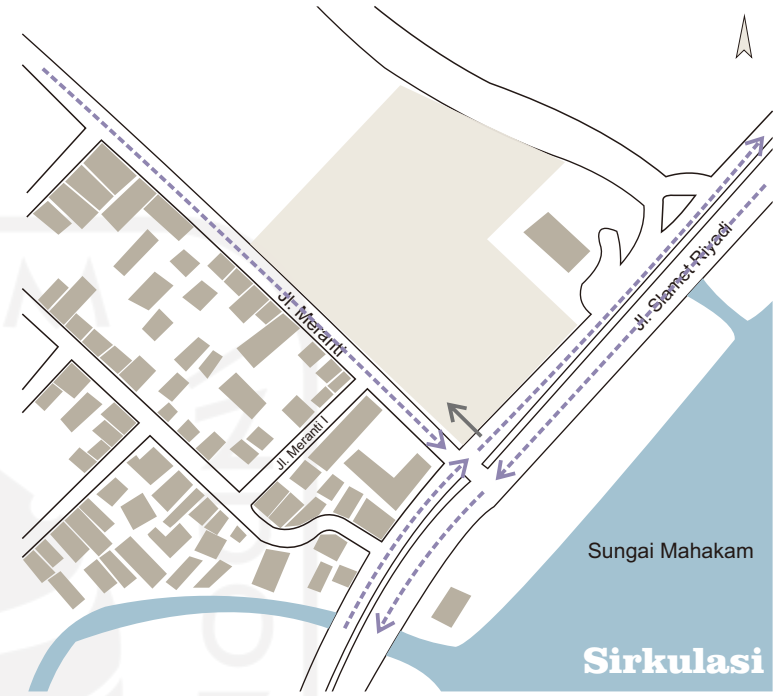 Jl. Meranti
Jl. Slamet Riyadi
Jl. Meranti I
Sungai Mahakam
Sirkulasi